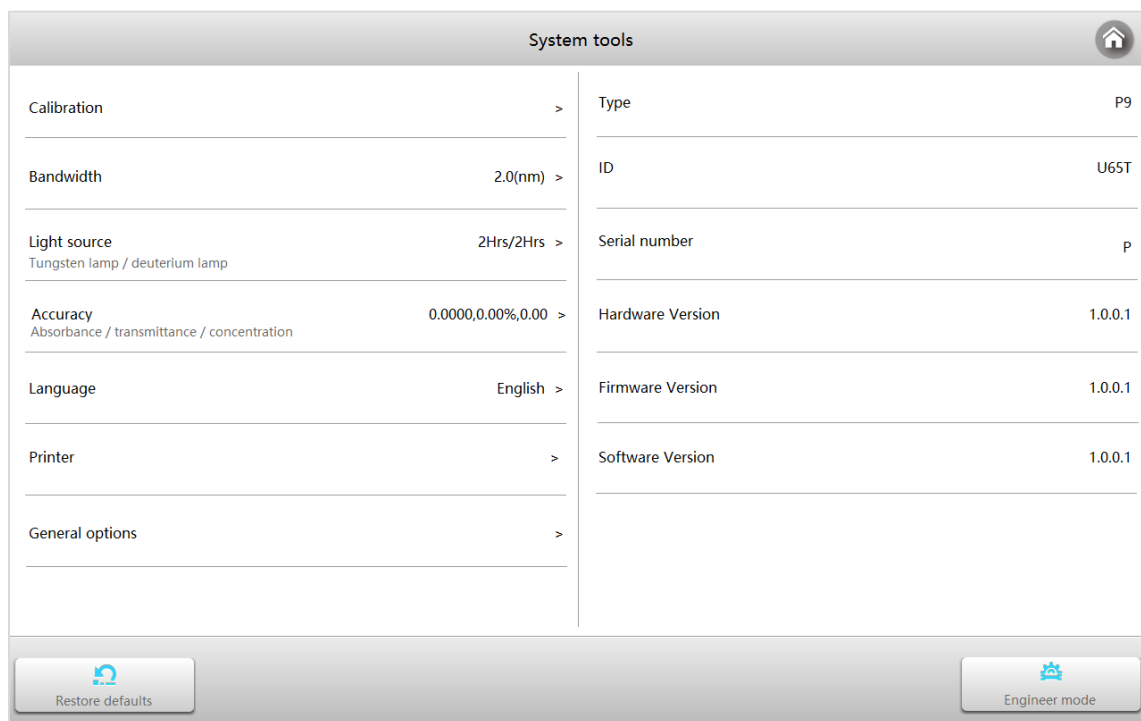 System tools
Calibration >
Bandwidth 2.0(nm) >
Light source 2Hrs/2Hrs >
Tungsten lamp / deuterium lamp
Accuracy 0.0000,0.00%,0.00 >
Absorbance / transmittance / concentration
Language English >
Printer >
General options >
Type P9
ID U65T
Serial number P
Hardware Version 1.0.0.1
Firmware Version 1.0.0.1
Software Version 1.0.0.1
Restore defaults
Engineer mode